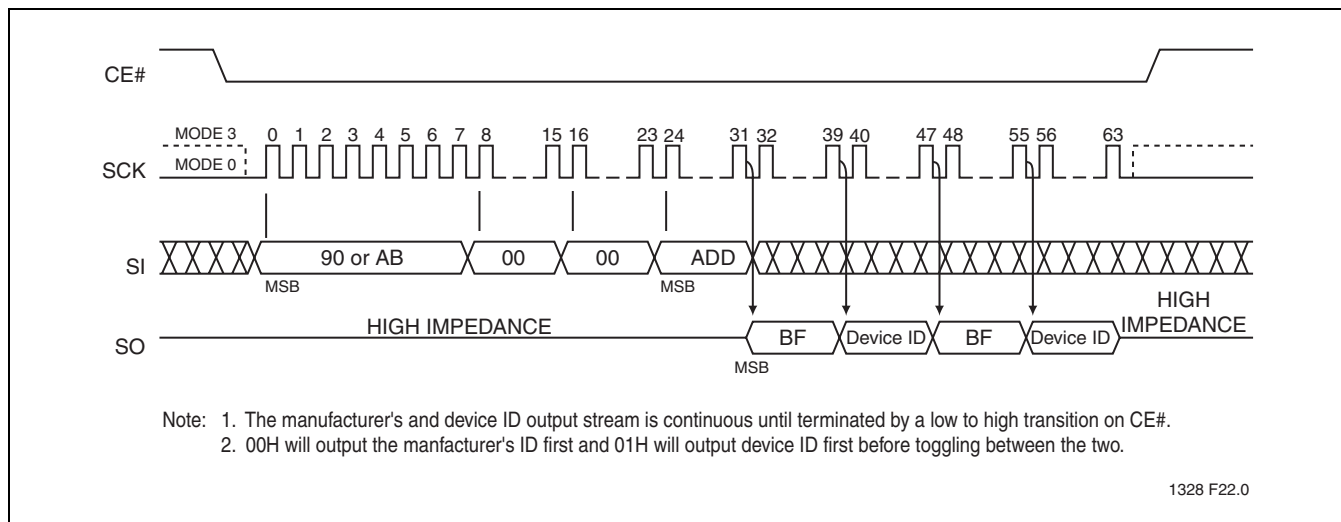 CE#
MODE 3 0 1 2 3 4 5 6 7 8 15 16 23 24 31 32 39 40 47 48 55 56 63
SCK MODE 0
SI 90 or AB 00 00 ADD
MSB MSB
HIGH IMPEDANCE
HIGH IMPEDANCE
SO BF Device ID BF Device ID
MSB
Note: 1. The manufacturer's and device ID output stream is continuous until terminated by a low to high transition on CE#.
2. 00H will output the manfacturer's ID first and 01H will output device ID first before toggling between the two.
1328 F22.0